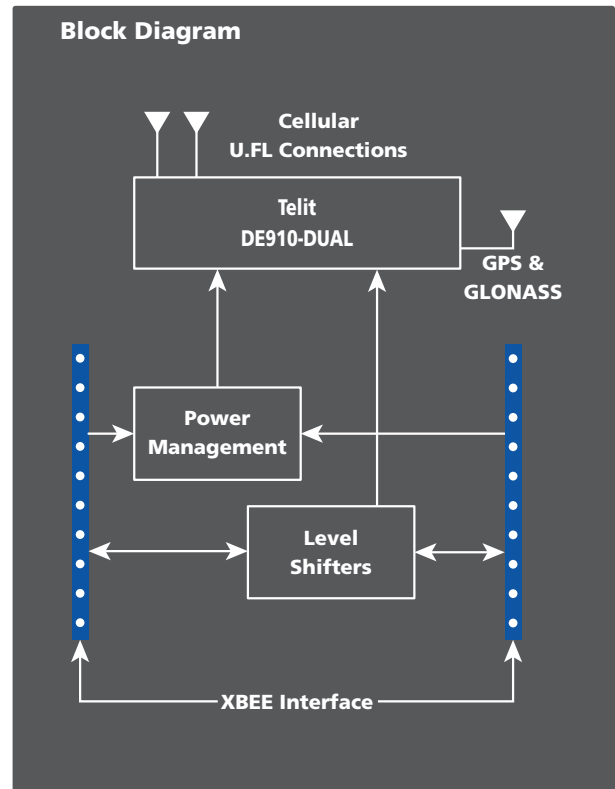 Block Diagram
Cellular
U.FL Connections
Telit
DE910-DUAL
GPS &
GLONASS
Power
Management
Level
Shifters
XBEE Interface